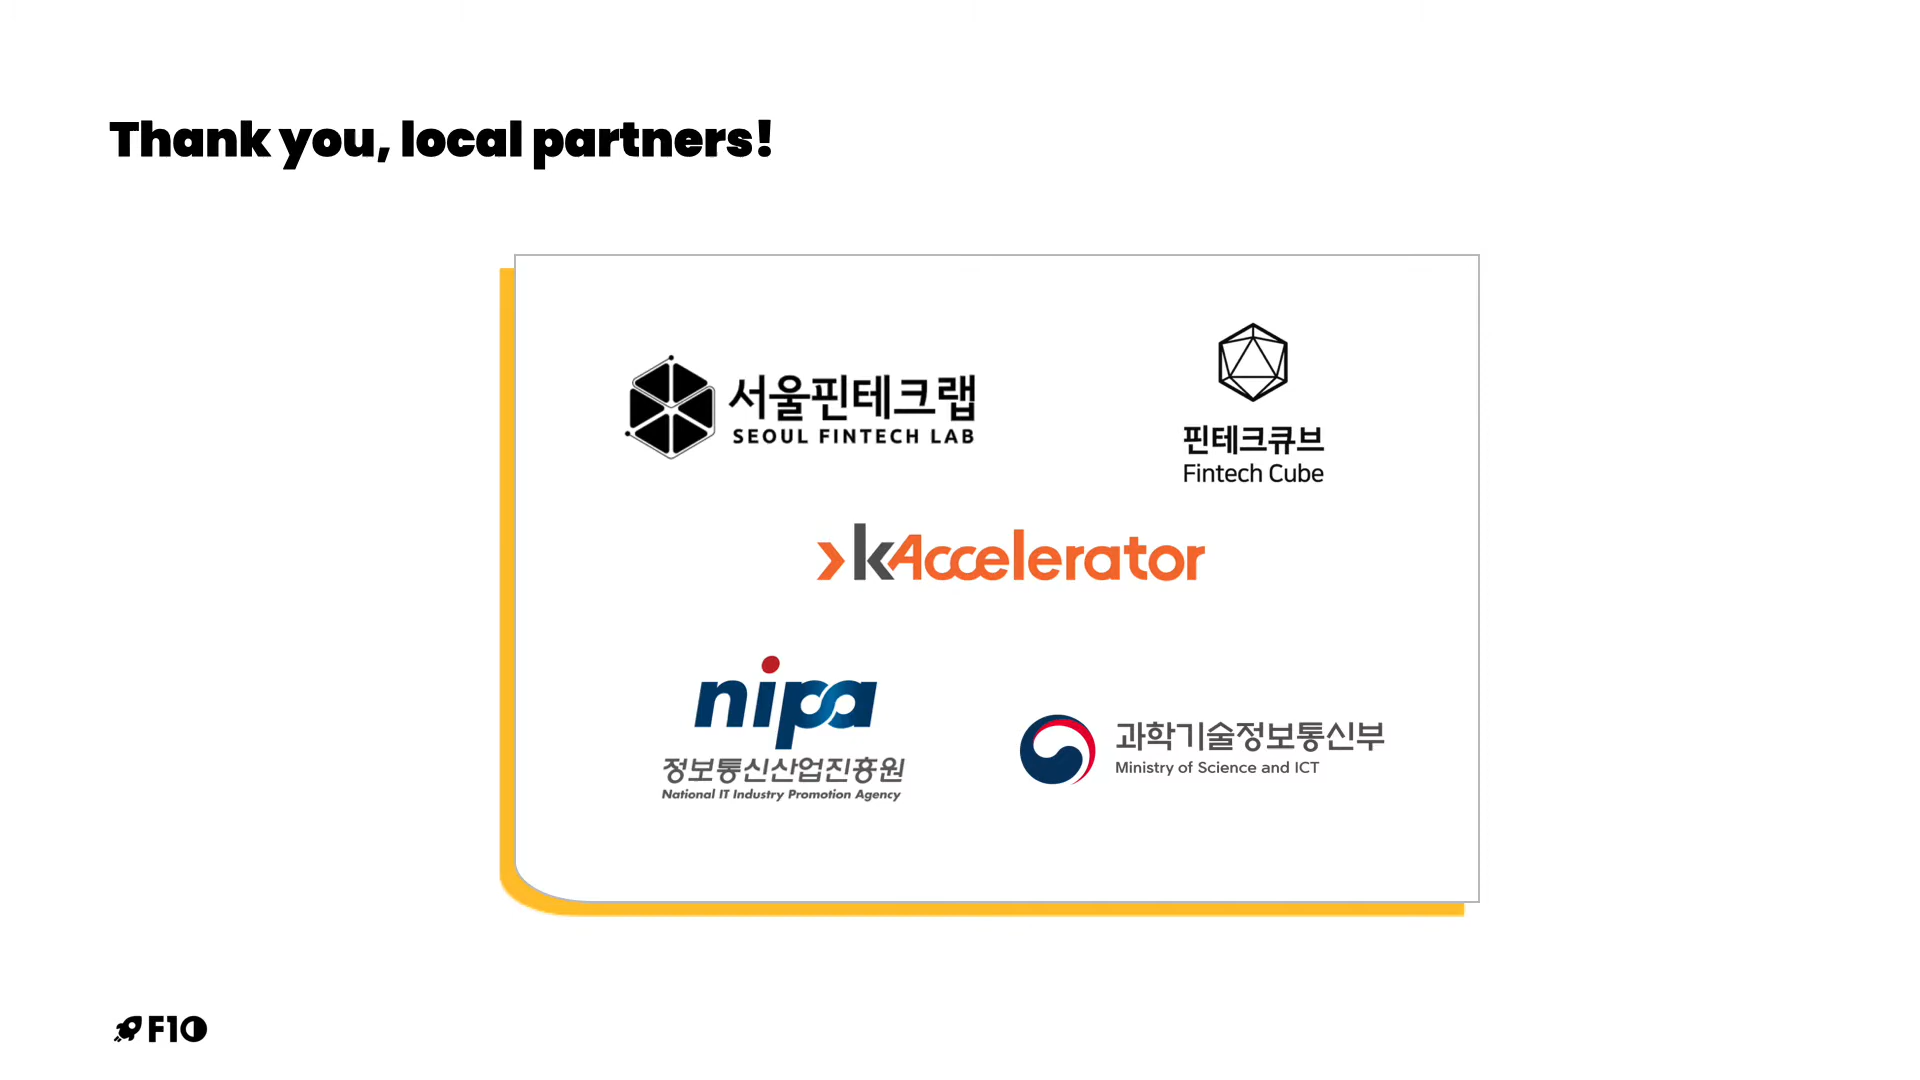 Thank you, local partners!
서울핀테크랩
SEOUL FINTECH LAB
핀테크큐브
Fintech Cube
kAccelerator
nipa
정보통신산업진흥원
National IT Industry Promotion Agency
과학기술정보통신부
Ministry of Science and ICT
F10